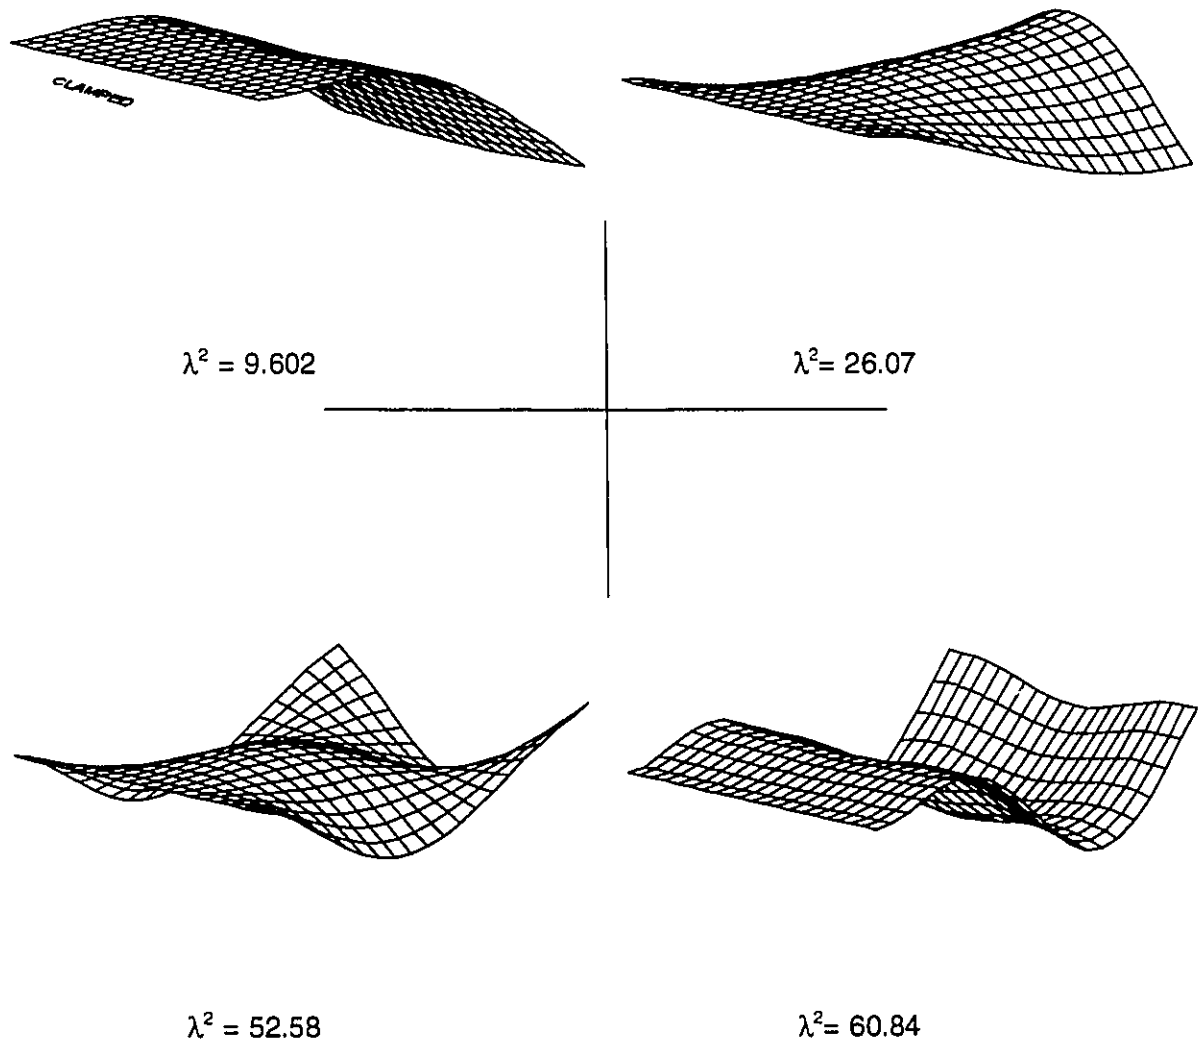 CLAMPED
λ² = 9.602
λ²= 26.07
λ² = 52.58
λ²= 60.84